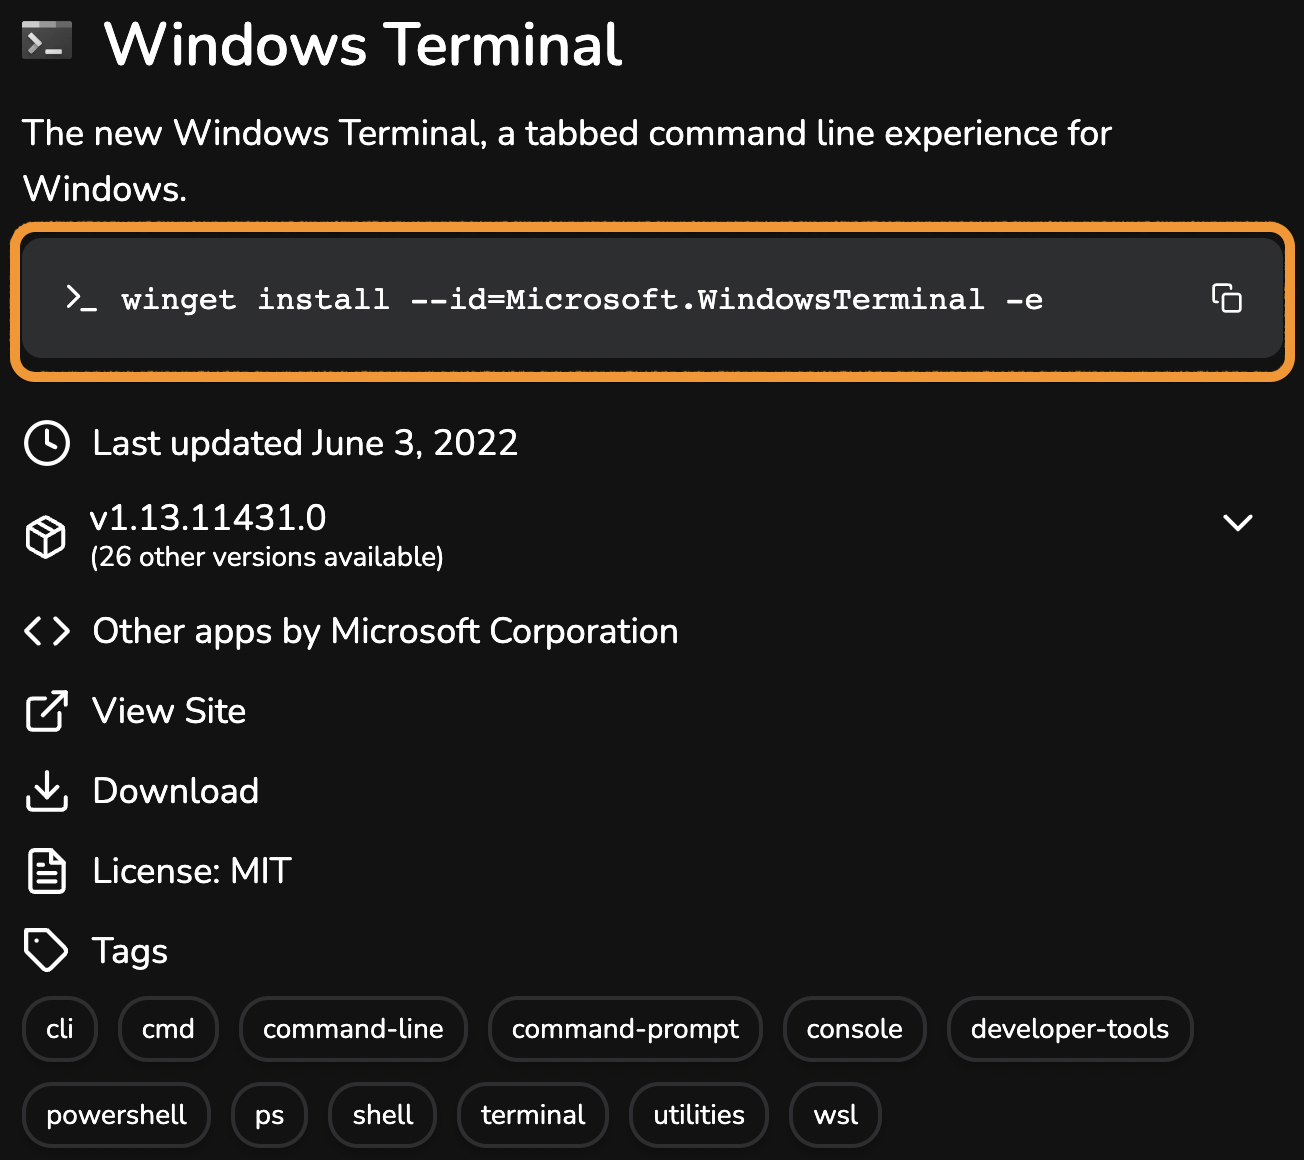 Windows Terminal
The new Windows Terminal, a tabbed command line experience for
Windows.
>_ winget install --id=Microsoft.WindowsTerminal -e
Last updated June 3, 2022
v1.13.11431.0
(26 other versions available)
Other apps by Microsoft Corporation
View Site
Download
License: MIT
Tags
cli cmd command-line command-prompt console developer-tools
powershell ps shell terminal utilities wsl